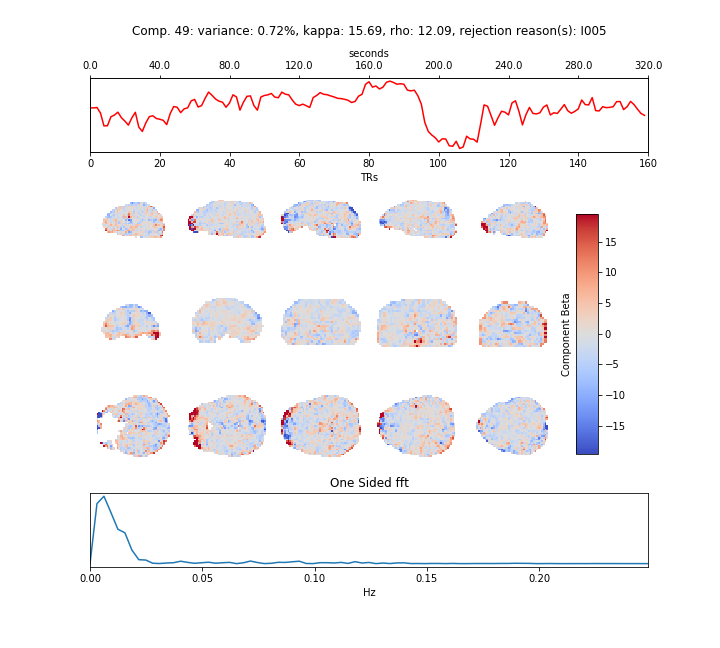 Comp. 49: variance: 0.72%, kappa: 15.69, rho: 12.09, rejection reason(s): I005
seconds
0.0 40.0 80.0 120.0 160.0 200.0 240.0 280.0 320.0
0 20 40 60 80 100 120 140 160
TRs
15
10
5
0
−5
−10
−15
Component Beta
One Sided fft
0.00 0.05 0.10 0.15 0.20
Hz